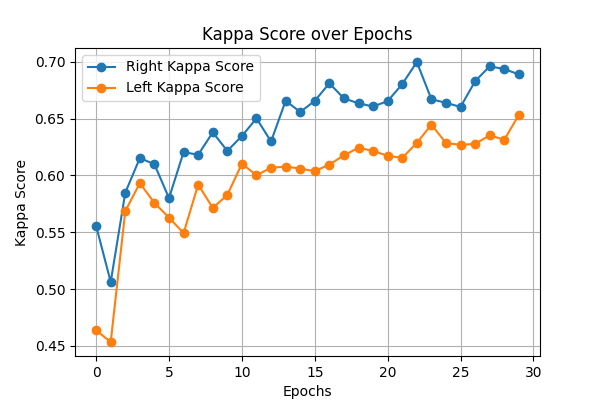 Kappa Score over Epochs
Right Kappa Score
Left Kappa Score
0.70
0.65
0.60
0.55
0.50
0.45
Kappa Score
0 5 10 15 20 25 30
Epochs